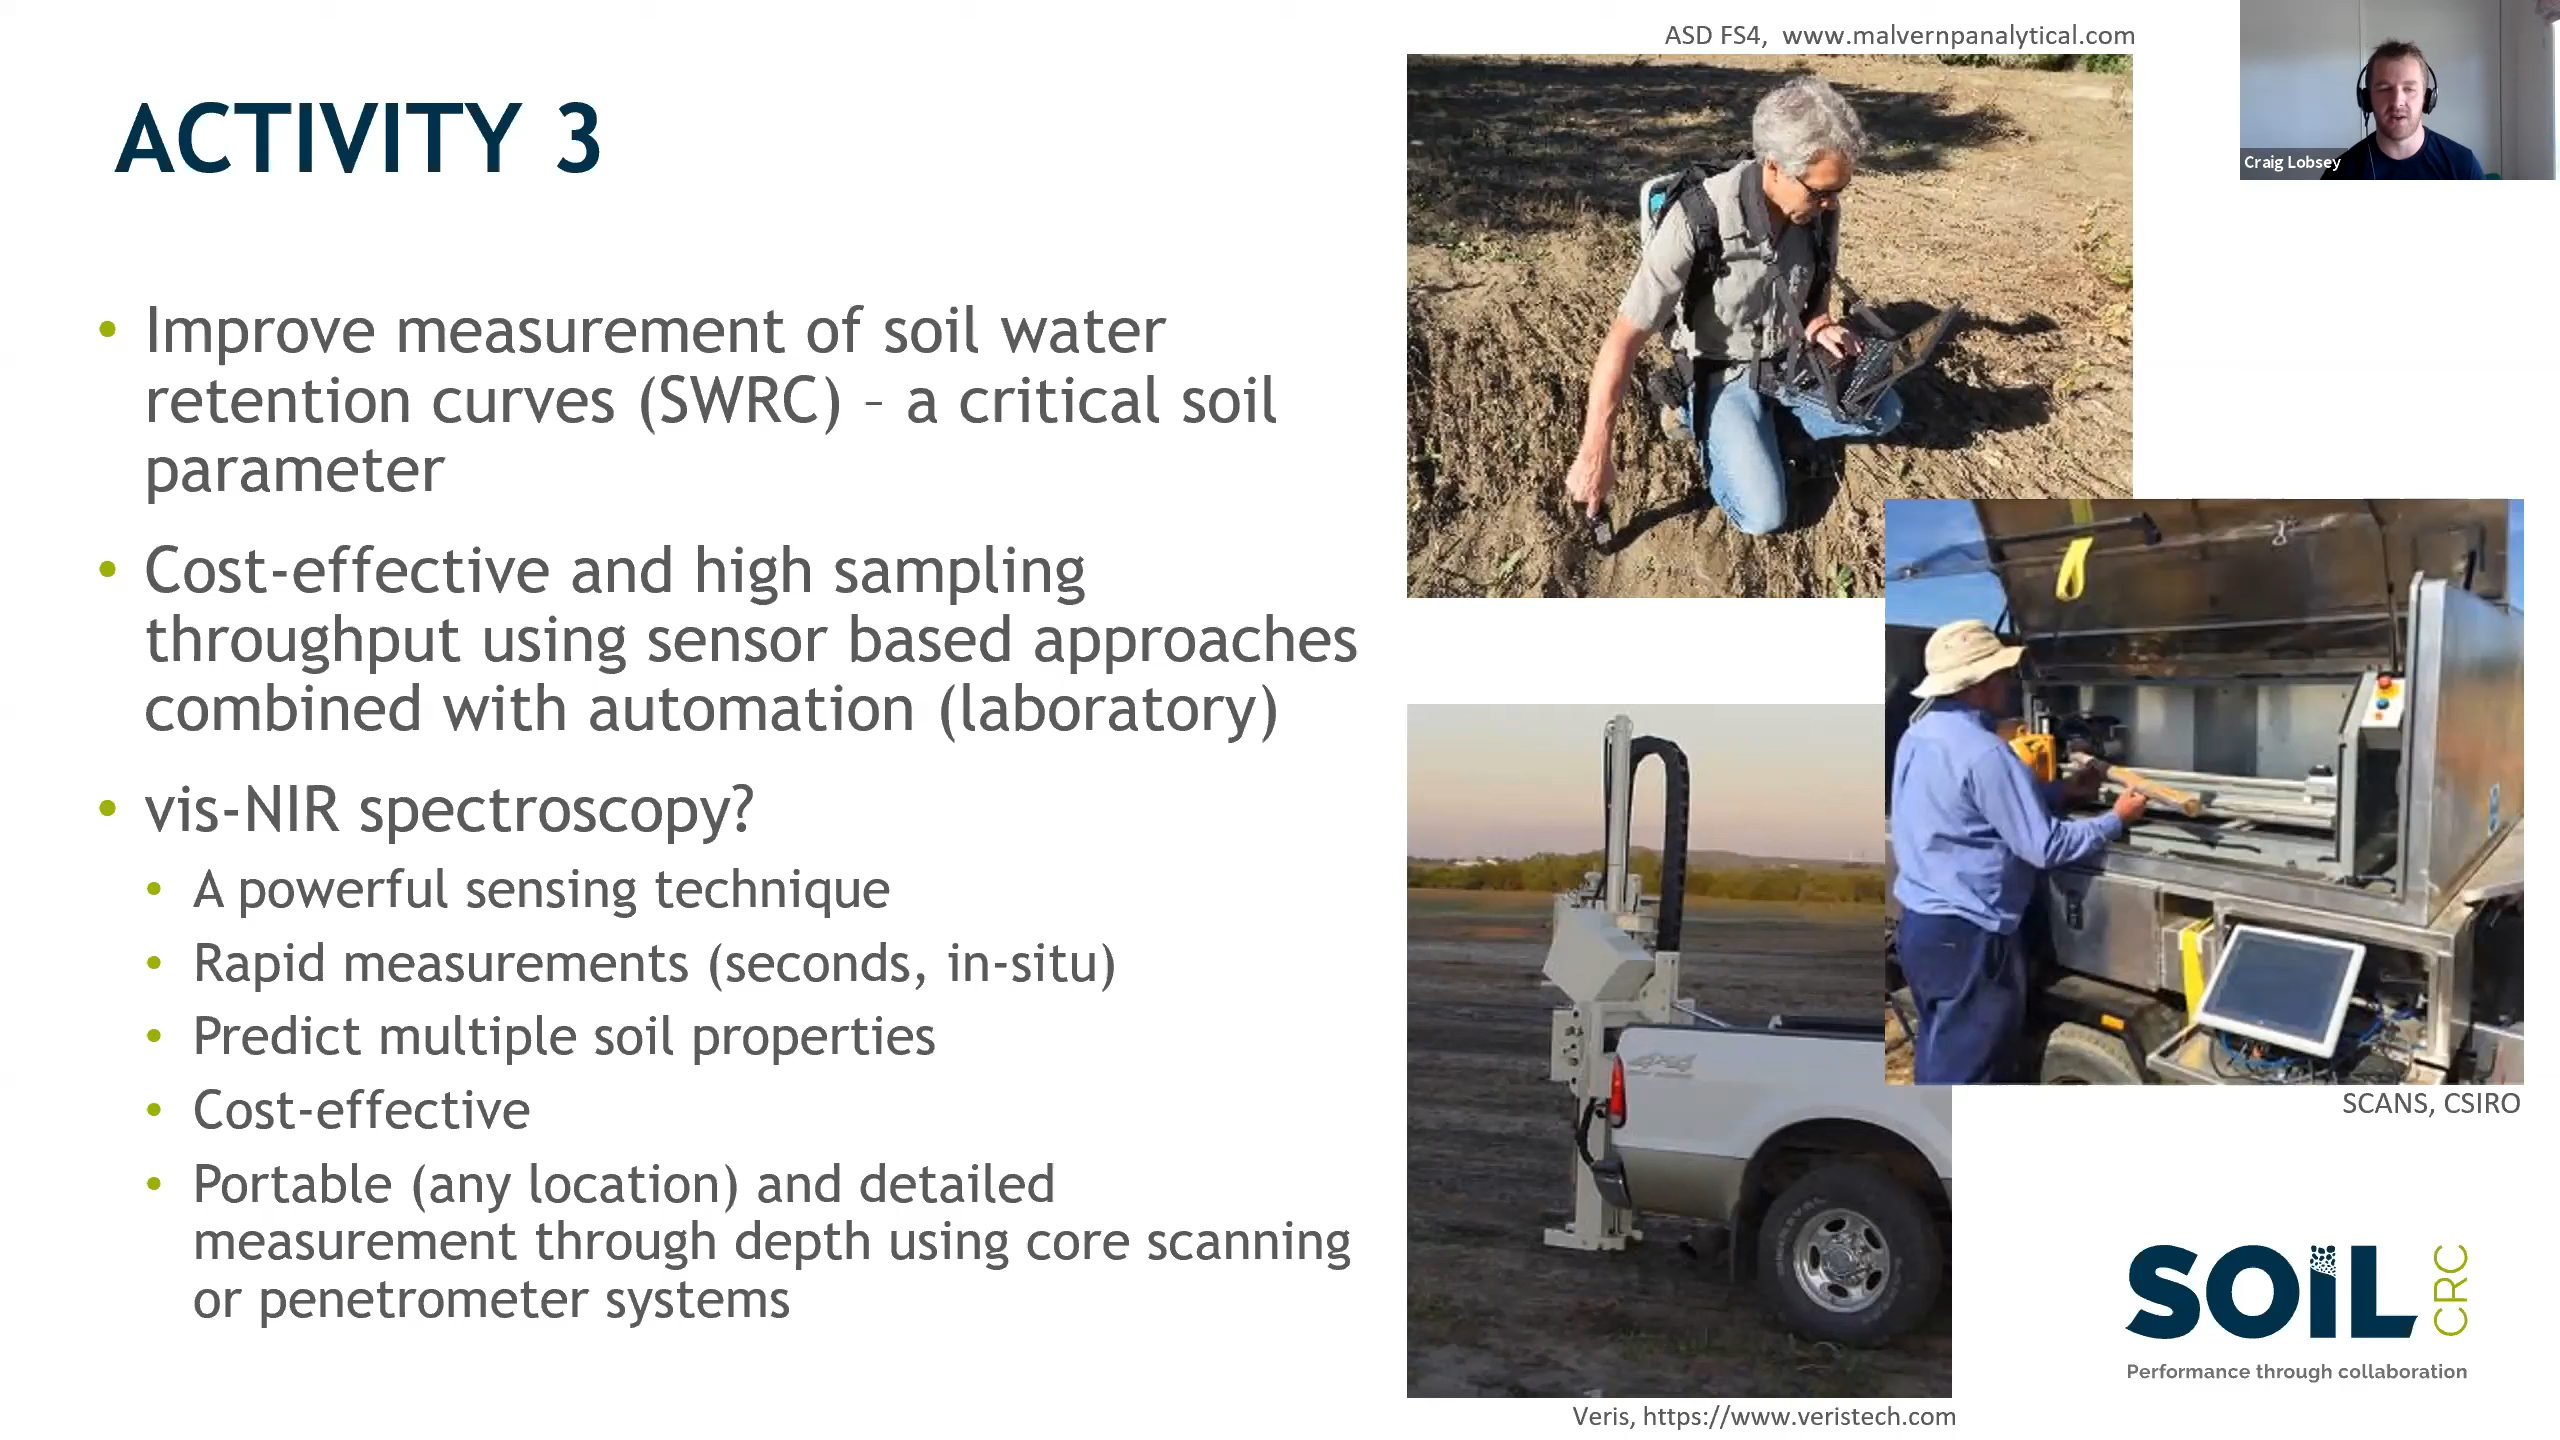 ASD FS4, www.malvernpanalytical.com
Craig Lobsey
ACTIVITY 3
• Improve measurement of soil water
retention curves (SWRC) – a critical soil
parameter
• Cost-effective and high sampling
throughput using sensor based approaches
combined with automation (laboratory)
• vis-NIR spectroscopy?
• A powerful sensing technique
• Rapid measurements (seconds, in-situ)
• Predict multiple soil properties
• Cost-effective
• Portable (any location) and detailed
measurement through depth using core scanning
or penetrometer systems
4x4
SCANS, CSIRO
SOIL CRC
Performance through collaboration
Veris, https://www.veristech.com